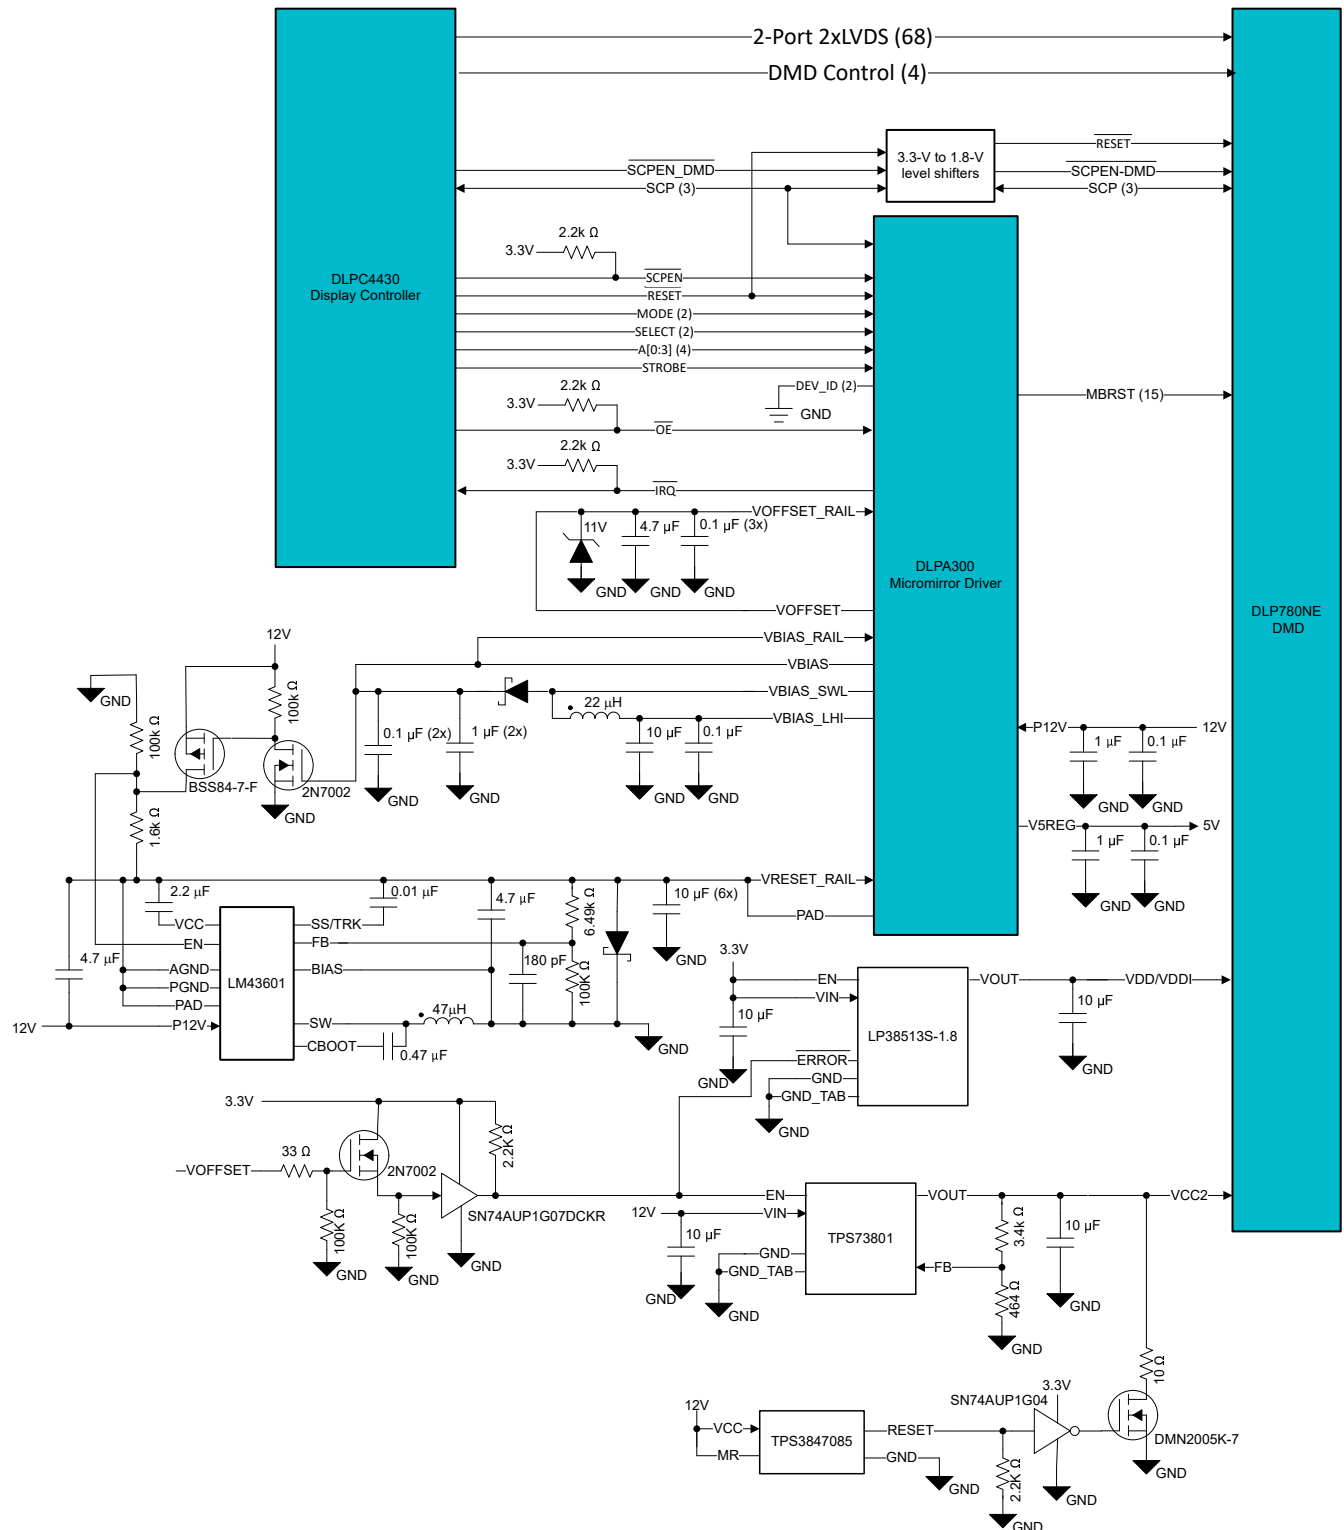 2-Port 2xLVDS (68)
DMD Control (4)
RESET
3.3-V to 1.8-V
level shifters
SCPEN_DMD
SCPEN-DMD
SCP (3)
SCP (3)
2.2k Ω
3.3V
DLPC4430
Display Controller
SCPEN
RESET
MODE (2)
SELECT (2)
A[0:3] (4)
STROBE
2.2k Ω
DEV_ID (2)
MBRST (15)
3.3V
GND
OE
2.2k Ω
3.3V
IRQ
VOFFSET_RAIL
11V
4.7 µF
0.1 µF (3x)
DLPA300
Micromirror Driver
GND
GND
GND
VOFFSET
DLP780NE
DMD
12V
VBIAS_RAIL
VBIAS
GND
100k Ω
VBIAS_SWL
22 µH
VBIAS_LHI
100k Ω
0.1 µF (2x)
1 µF (2x)
10 µF
0.1 µF
P12V
12V
1 µF
0.1 µF
BSS84-7-F
2N7002
GND
GND
GND
GND
GND
GND
GND
1.6k Ω
V5REG
5V
1 µF
0.1 µF
2.2 µF
0.01 µF
4.7 µF
10 µF (6x)
VRESET_RAIL
GND
GND
6.49k Ω
PAD
VCC
SS/TRK
EN
FB
GND
4.7 µF
AGND
LM43601
BIAS
180 pF
100K Ω
PGND
PAD
47µH
12V
P12V
SW
GND
CBOOT
0.47 µF
3.3V
EN
VOUT
VDD/VDDI
VIN
10 µF
10 µF
LP38513S-1.8
ERROR
GND
GND
GND
GND_TAB
GND
3.3V
2.2K Ω
33 Ω
VOFFSET
2N7002
SN74AUP1G07DCKR
100K Ω
100K Ω
GND
GND
GND
EN
VOUT
VCC2
12V
VIN
10 µF
TPS73801
3.4k Ω
10 µF
GND
GND_TAB
FB
GND
GND
464 Ω
GND
GND
10 Ω
SN74AUP1G04
3.3V
12V
VCC
RESET
TPS3847085
MR
GND
DMN2005K-7
GND
2.2K Ω
GND
GND
GND